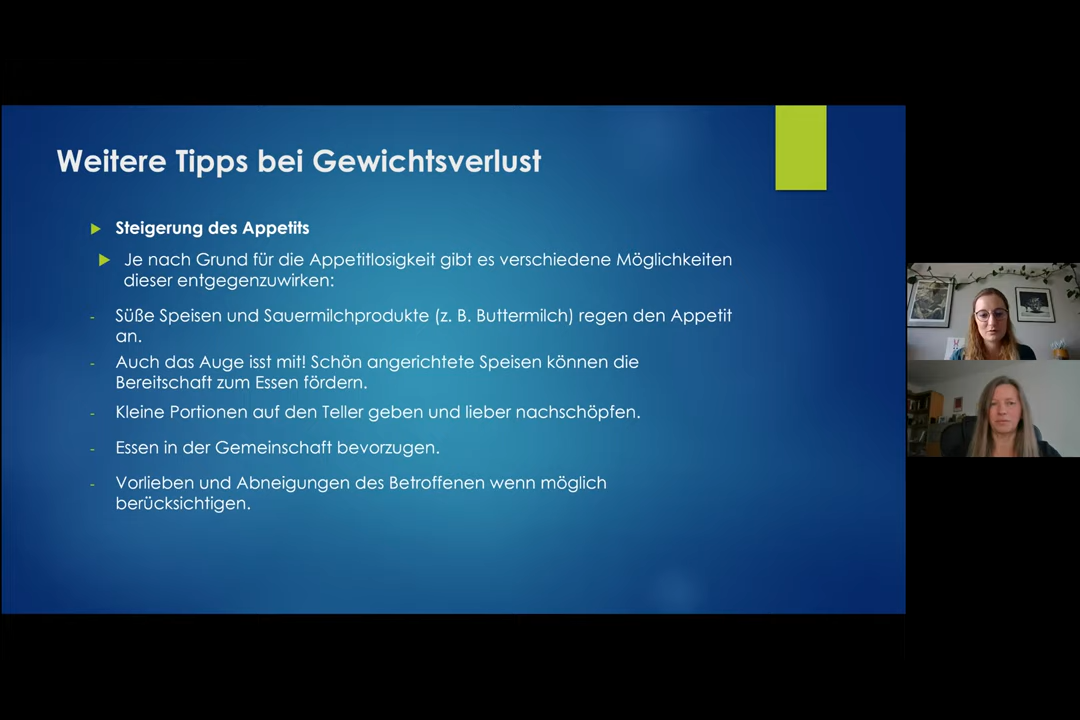 Weitere Tipps bei Gewichtsverlust
Steigerung des Appetits
Je nach Grund für die Appetitlosigkeit gibt es verschiedene Möglichkeiten
dieser entgegenzuwirken:
- Süße Speisen und Sauermilchprodukte (z. B. Buttermilch) regen den Appetit
an.
- Auch das Auge isst mit! Schön angerichtete Speisen können die
Bereitschaft zum Essen fördern.
- Kleine Portionen auf den Teller geben und lieber nachschöpfen.
- Essen in der Gemeinschaft bevorzugen.
- Vorlieben und Abneigungen des Betroffenen wenn möglich
berücksichtigen.